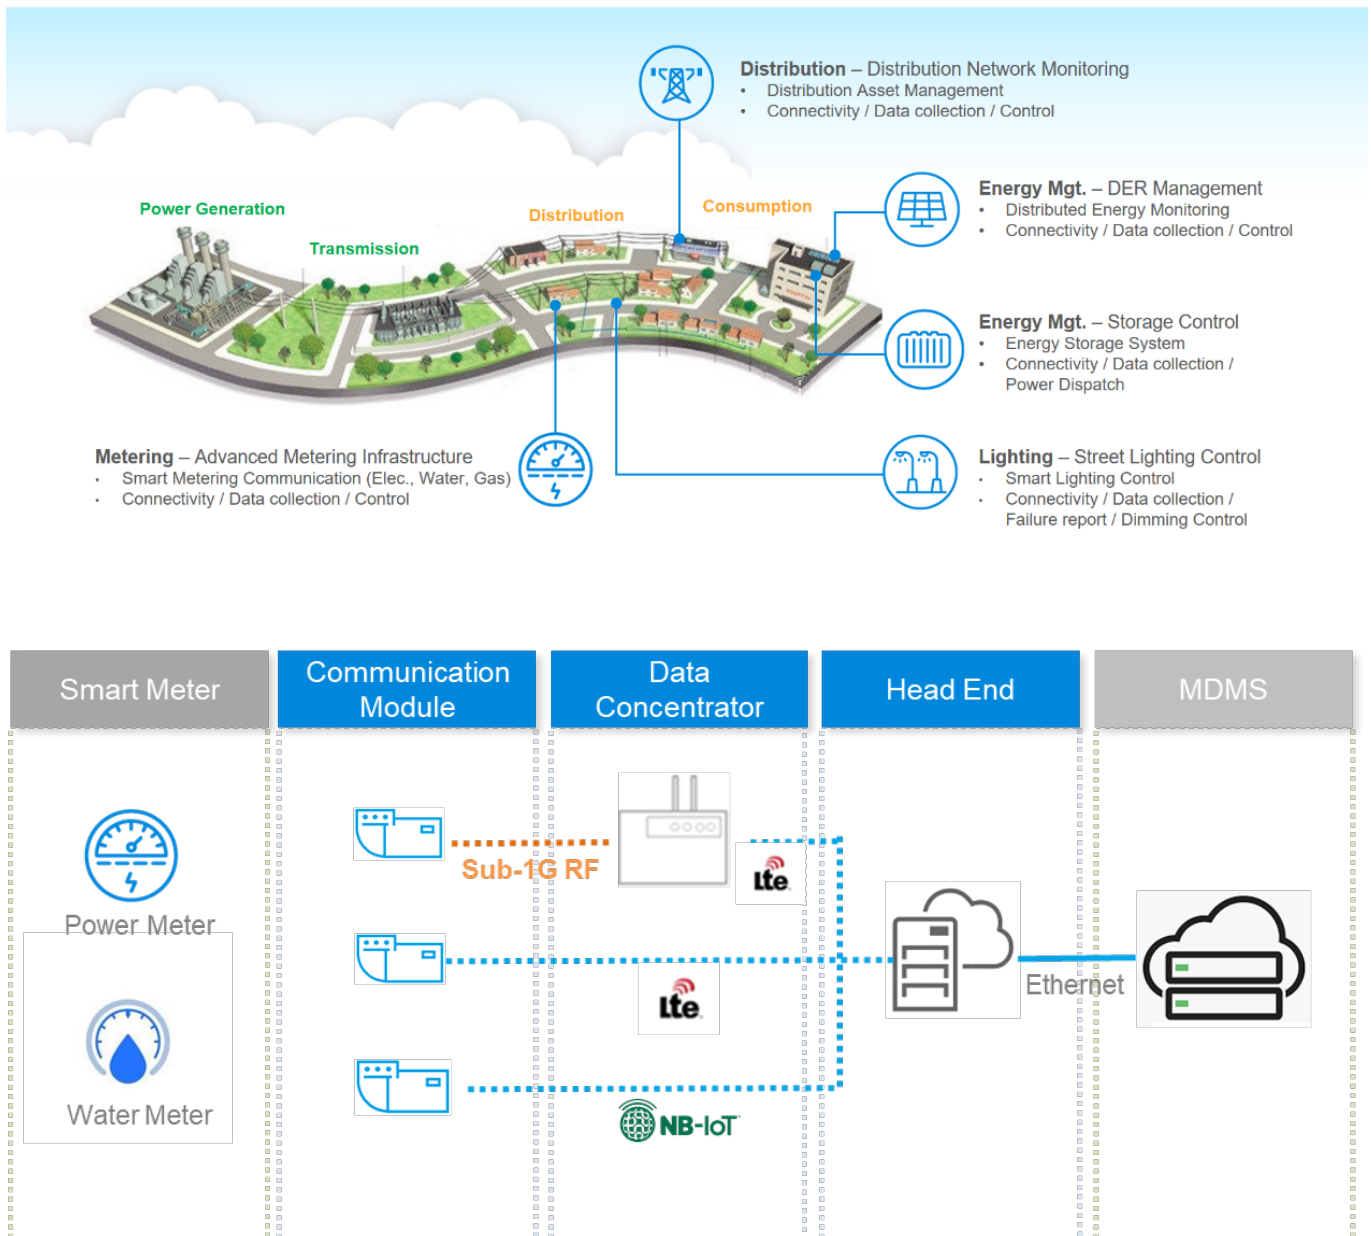 Distribution – Distribution Network Monitoring
• Distribution Asset Management
• Connectivity / Data collection / Control
Energy Mgt. – DER Management
• Distributed Energy Monitoring
• Connectivity / Data collection / Control
Power Generation
Transmission
Distribution
Consumption
Energy Mgt. – Storage Control
• Energy Storage System
• Connectivity / Data collection /
Power Dispatch
Metering – Advanced Metering Infrastructure
• Smart Metering Communication (Elec., Water, Gas)
• Connectivity / Data collection / Control
Lighting – Street Lighting Control
• Smart Lighting Control
• Connectivity / Data collection /
Failure report / Dimming Control
Smart Meter
Communication
Module
Data
Concentrator
Head End
MDMS
Power Meter
Water Meter
Sub-1G RF
Lte
Lte
NB-IoT
Ethernet